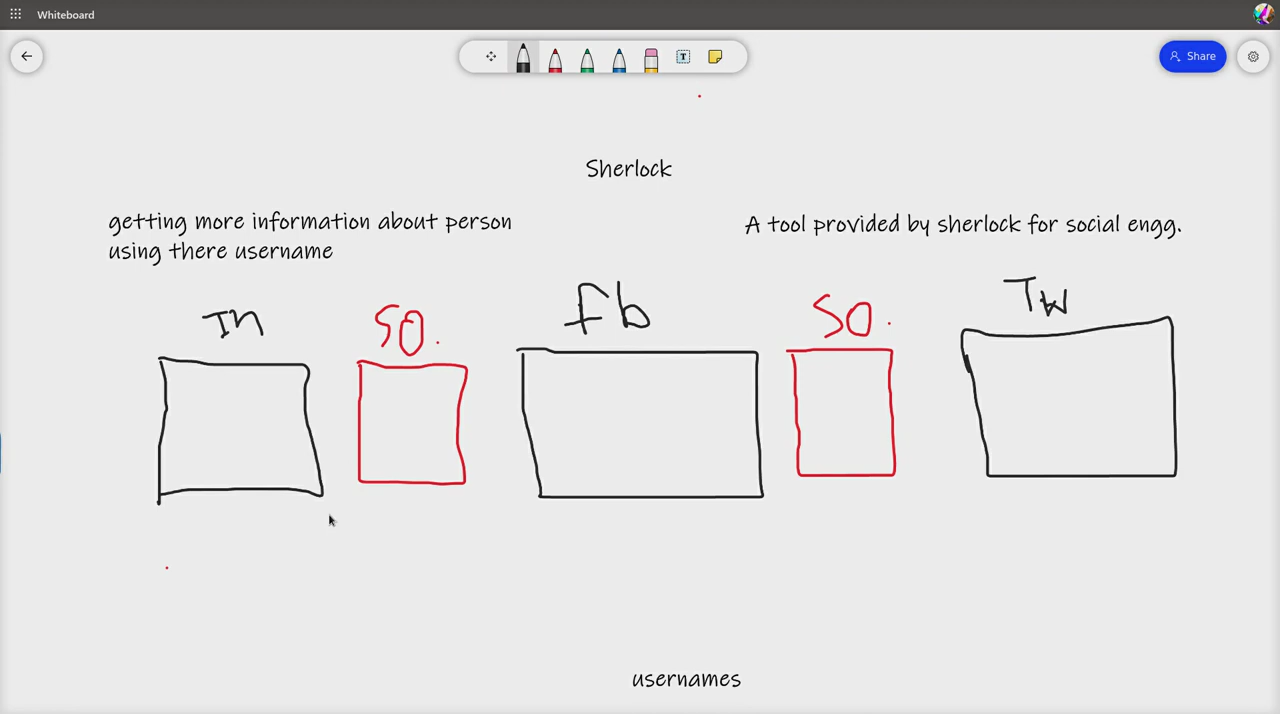 Whiteboard
Share
T
Sherlock
getting more information about person
using there username
A tool provided by sherlock for social engg.
In
SO.
fb
SO.
Tw
usernames